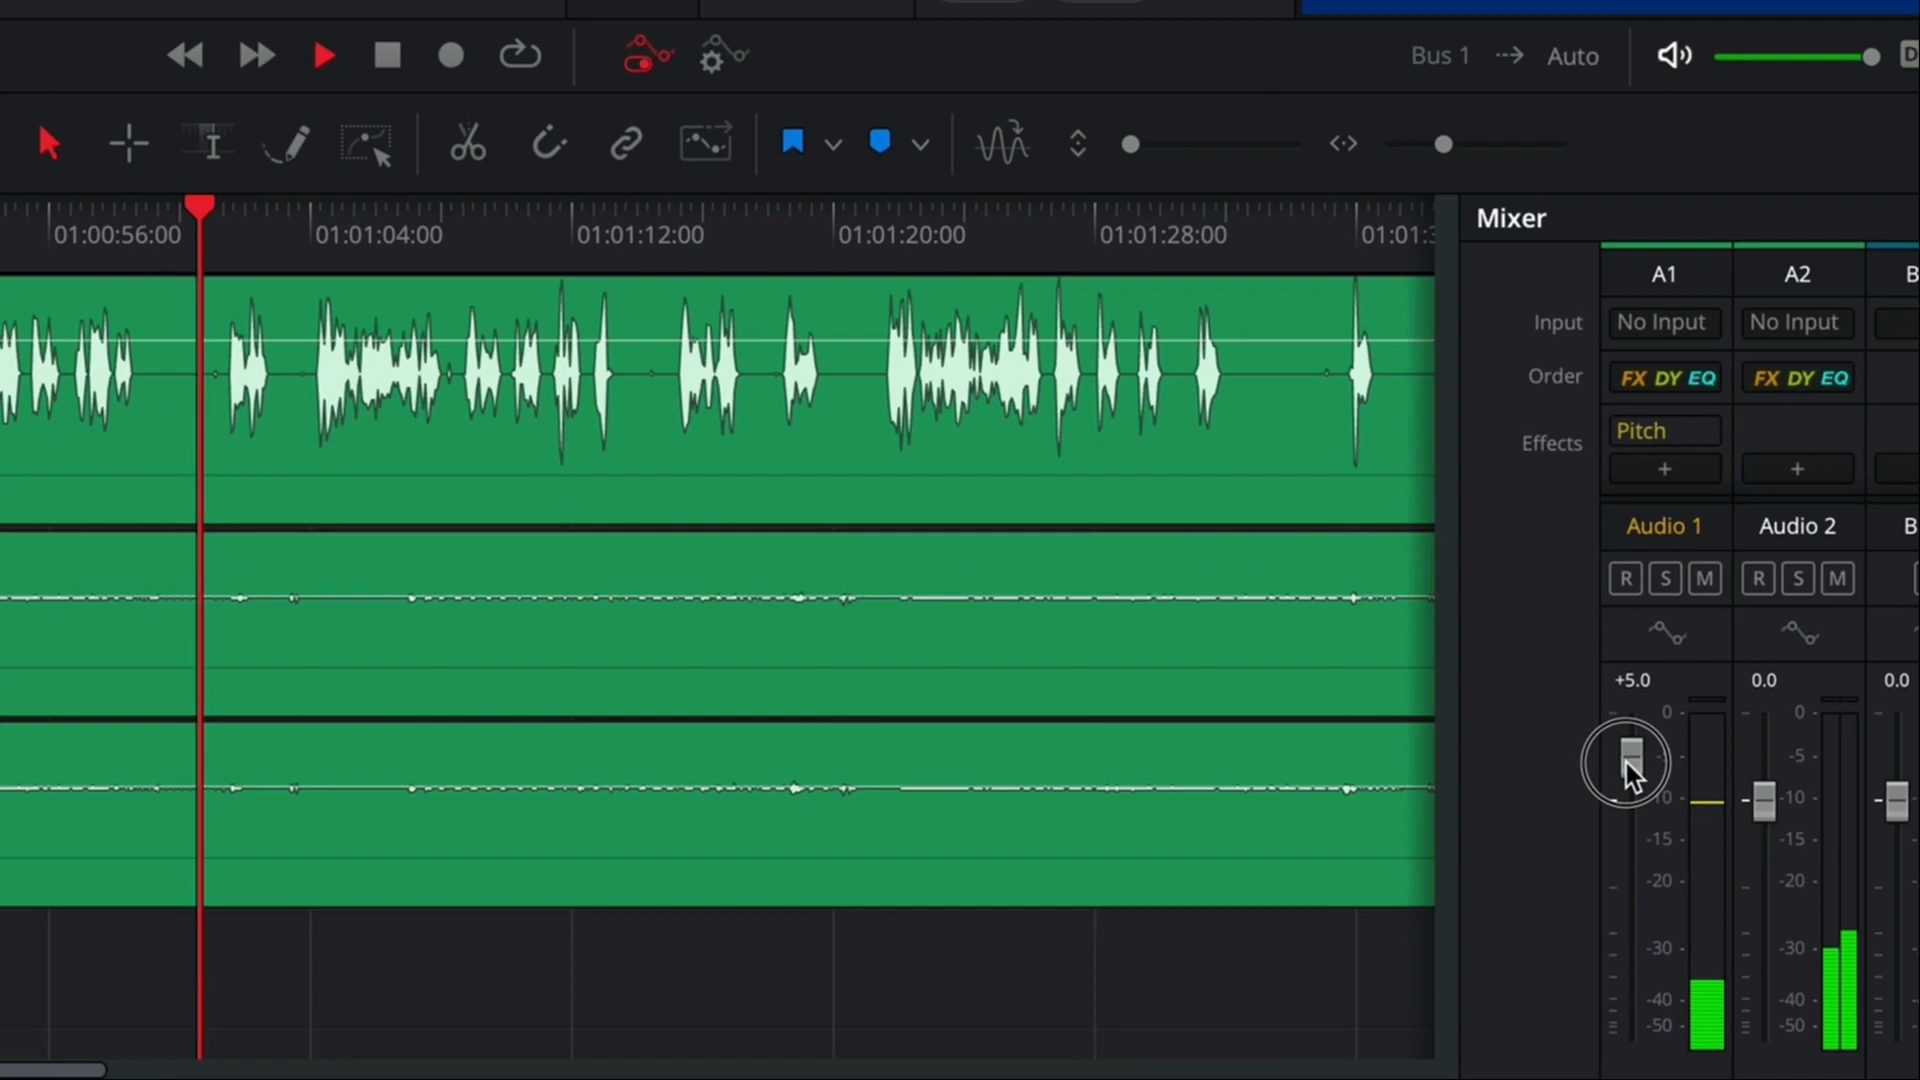 Bus 1 Auto D
01:00:56:00 01:01:04:00 01:01:12:00 01:01:20:00 01:01:28:00 01:01:3
Mixer
A1 A2 B
Input No Input No Input
Order FX DY EQ FX DY EQ
Effects Pitch
+ +
Audio 1 Audio 2 B
R S M R S M
+5.0 0.0 0.0
0 0
-5 -5
-10 -10
-15 -15
-20 -20
-30 -30
-40 -40
-50 -50